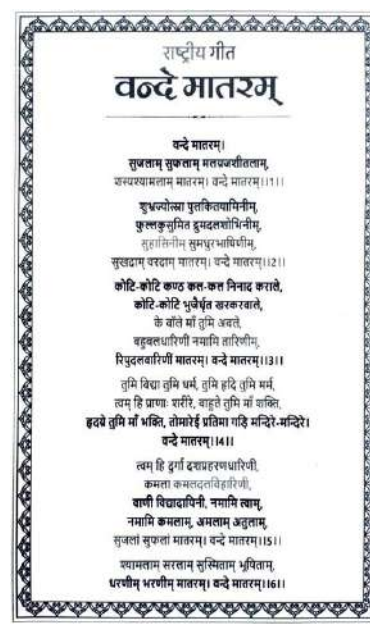 राष्ट्रीय गीत
वन्दे मातरम्
वन्दे मातरम्।
सुजलाम् सुफलाम् मलयजशीतलाम्,
शस्यश्यामलाम् मातरम्। वन्दे मातरम्।।1।।
शुभ्रज्योत्स्ना पुलकितयामिनीम्,
फुल्लकुसुमित द्रुमदलशोभिनीम्,
सुहासिनीम् सुमधुरभाषिणीम्,
सुखदाम् वरदाम् मातरम्। वन्दे मातरम्।।2।।
कोटि-कोटि कण्ठ कल-कल निनाद कराले,
कोटि-कोटि भुजैर्धृत खरकरवाले,
के बॉले माँ तुमि अबले,
बहुबलधारिणीं नमामि तारिणीम्,
रिपुदलवारिणीं मातरम्। वन्दे मातरम्।।3।।
तुमि विद्या तुमि धर्म, तुमि हृदि तुमि मर्म,
त्वम् हि प्राणाः शरीरे, बाहुते तुमि माँ शक्ति,
हृदये तुमि माँ भक्ति, तोमारेई प्रतिमा गड़ि मन्दिरे-मन्दिरे।
वन्दे मातरम्।।4।।
त्वम् हि दुर्गा दशप्रहरणधारिणी,
कमला कमलदलविहारिणी,
वाणी विद्यादायिनी, नमामि त्वाम्,
नमामि कमलाम्, अमलाम् अतुलाम्,
सुजलां सुफलां मातरम्। वन्दे मातरम्।।5।।
श्यामलाम् सरलाम् सुस्मिताम् भूषिताम्,
धरणीम् भरणीम् मातरम्। वन्दे मातरम्।।6।।